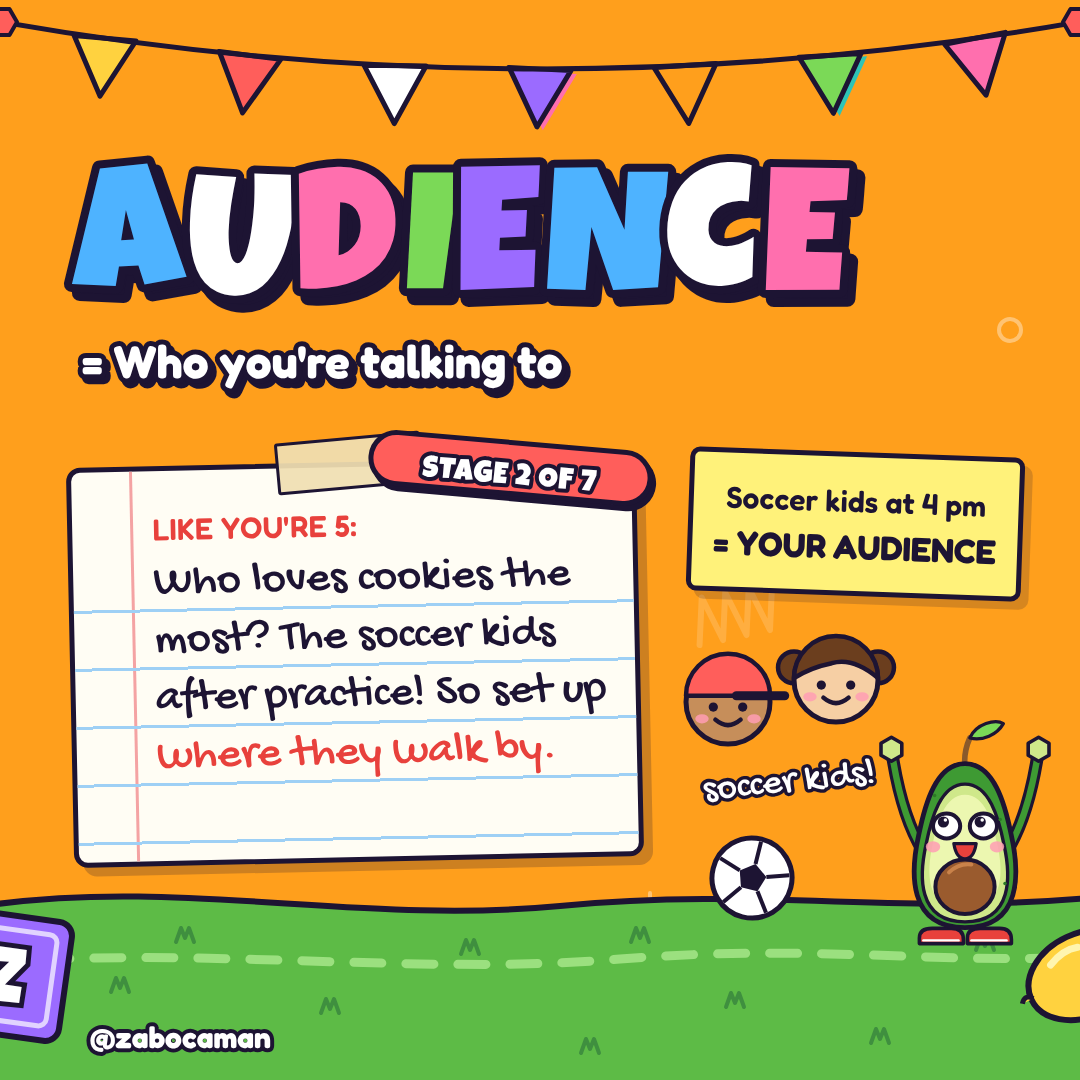 AUDIENCE
= Who you're talking to
STAGE 2 OF 7
LIKE YOU'RE 5:
Who loves cookies the
most? The soccer kids
after practice! So set up
where they walk by.
Soccer kids at 4 pm
= YOUR AUDIENCE
soccer kids!
Z
@zabocaman